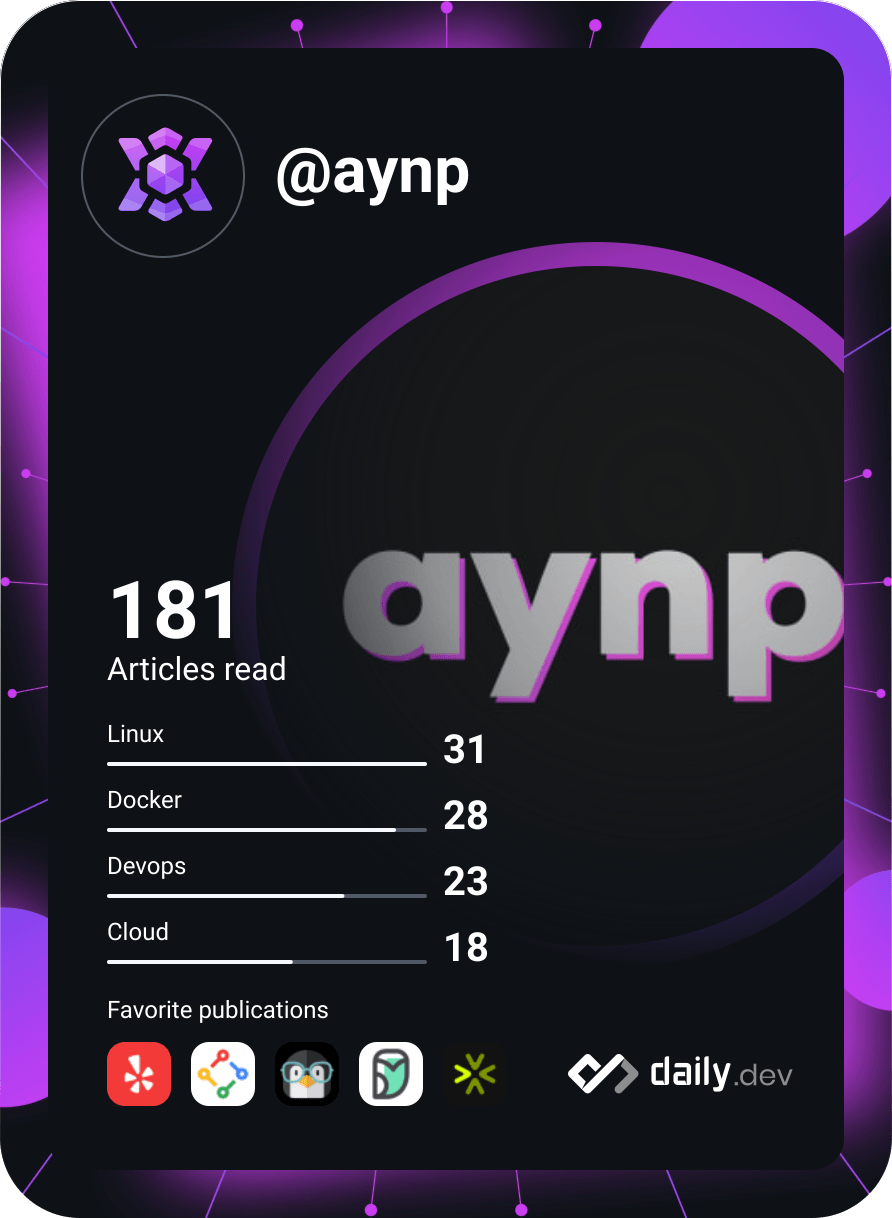 @aynp
aynp
181
Articles read
Linux
31
Docker
28
Devops
23
Cloud
18
Favorite publications
daily.dev